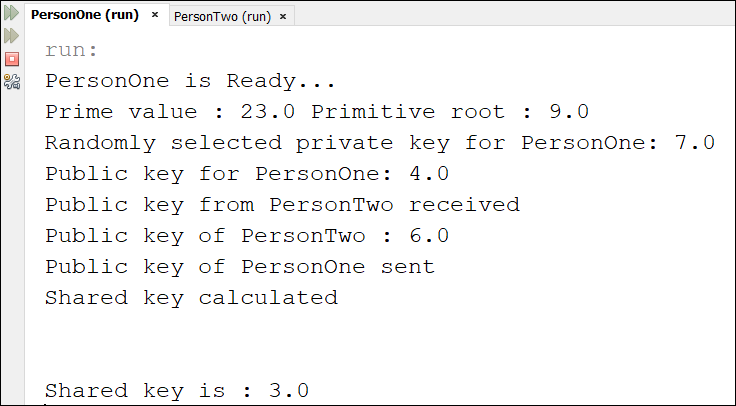 PersonOne (run) × PersonTwo (run) ×
run:
PersonOne is Ready...
Prime value : 23.0 Primitive root : 9.0
Randomly selected private key for PersonOne: 7.0
Public key for PersonOne: 4.0
Public key from PersonTwo received
Public key of PersonTwo : 6.0
Public key of PersonOne sent
Shared key calculated
Shared key is : 3.0